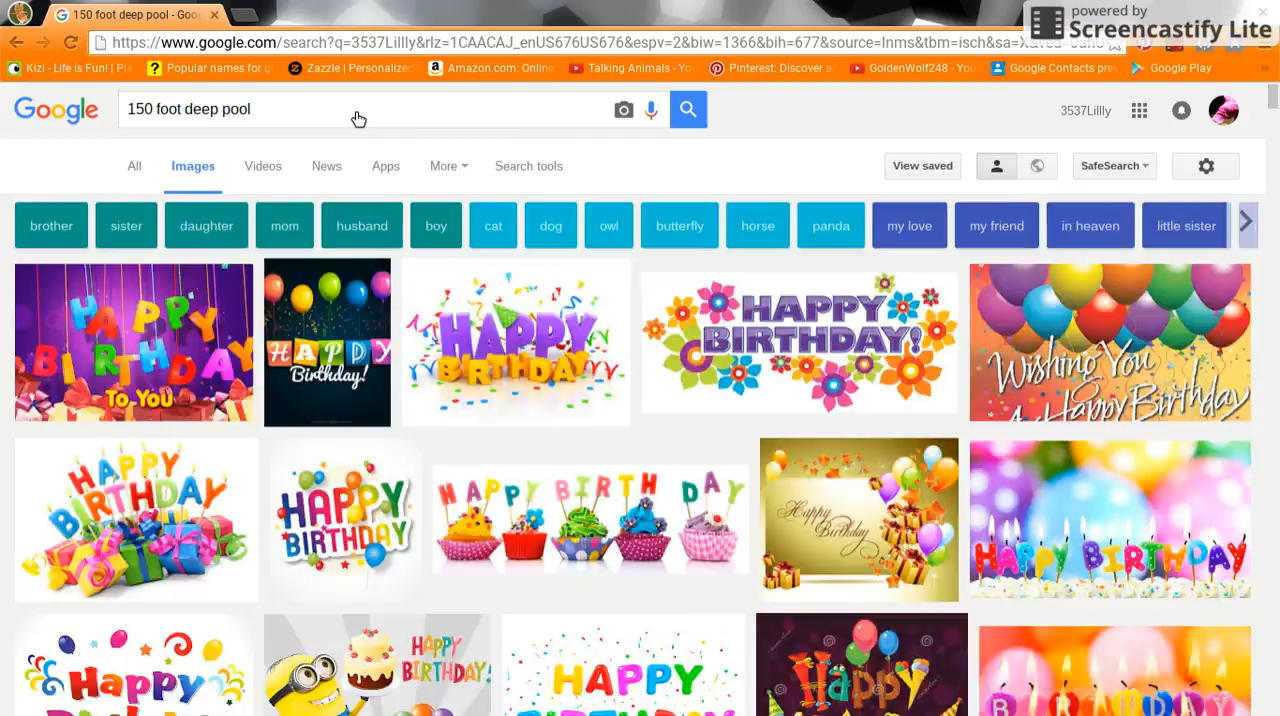 150 foot deep pool - Goo
powered by
Screencastify Lite
https://www.google.com/search?q=3537Lillly&rlz=1CAACAJ_enUS676US676&espv=2&biw=1366&bih=677&source=lnms&tbm=isch&sa=X
Kizi - Life is Fun! | Pla
Popular names for g
Zazzle | Personalized
Amazon.com: Online
Talking Animals - You
Pinterest: Discover a
GoldenWolf248 - You
Google Contacts prev
Google Play
Google
150 foot deep pool
3537Lillly
All
Images
Videos
News
Apps
More
Search tools
View saved
SafeSearch
brother
sister
daughter
mom
husband
boy
cat
dog
owl
butterfly
horse
panda
my love
my friend
in heaven
little sister
HAPPY
BIRTHDAY
TO YOU
HAPPY
Birthday!
HAPPY
BIRTHDAY
HAPPY
BIRTHDAY!
Wishing You
A Happy Birthday
HAPPY
BIRTHDAY
HAPPY
BIRTHDAY
HAPPY BIRTH DAY
Happy
Birthday
HAPPY BIRTHDAY
Happy
HAPPY
BIRTHDAY!
HAPPY
Happy
BIRTHDAY